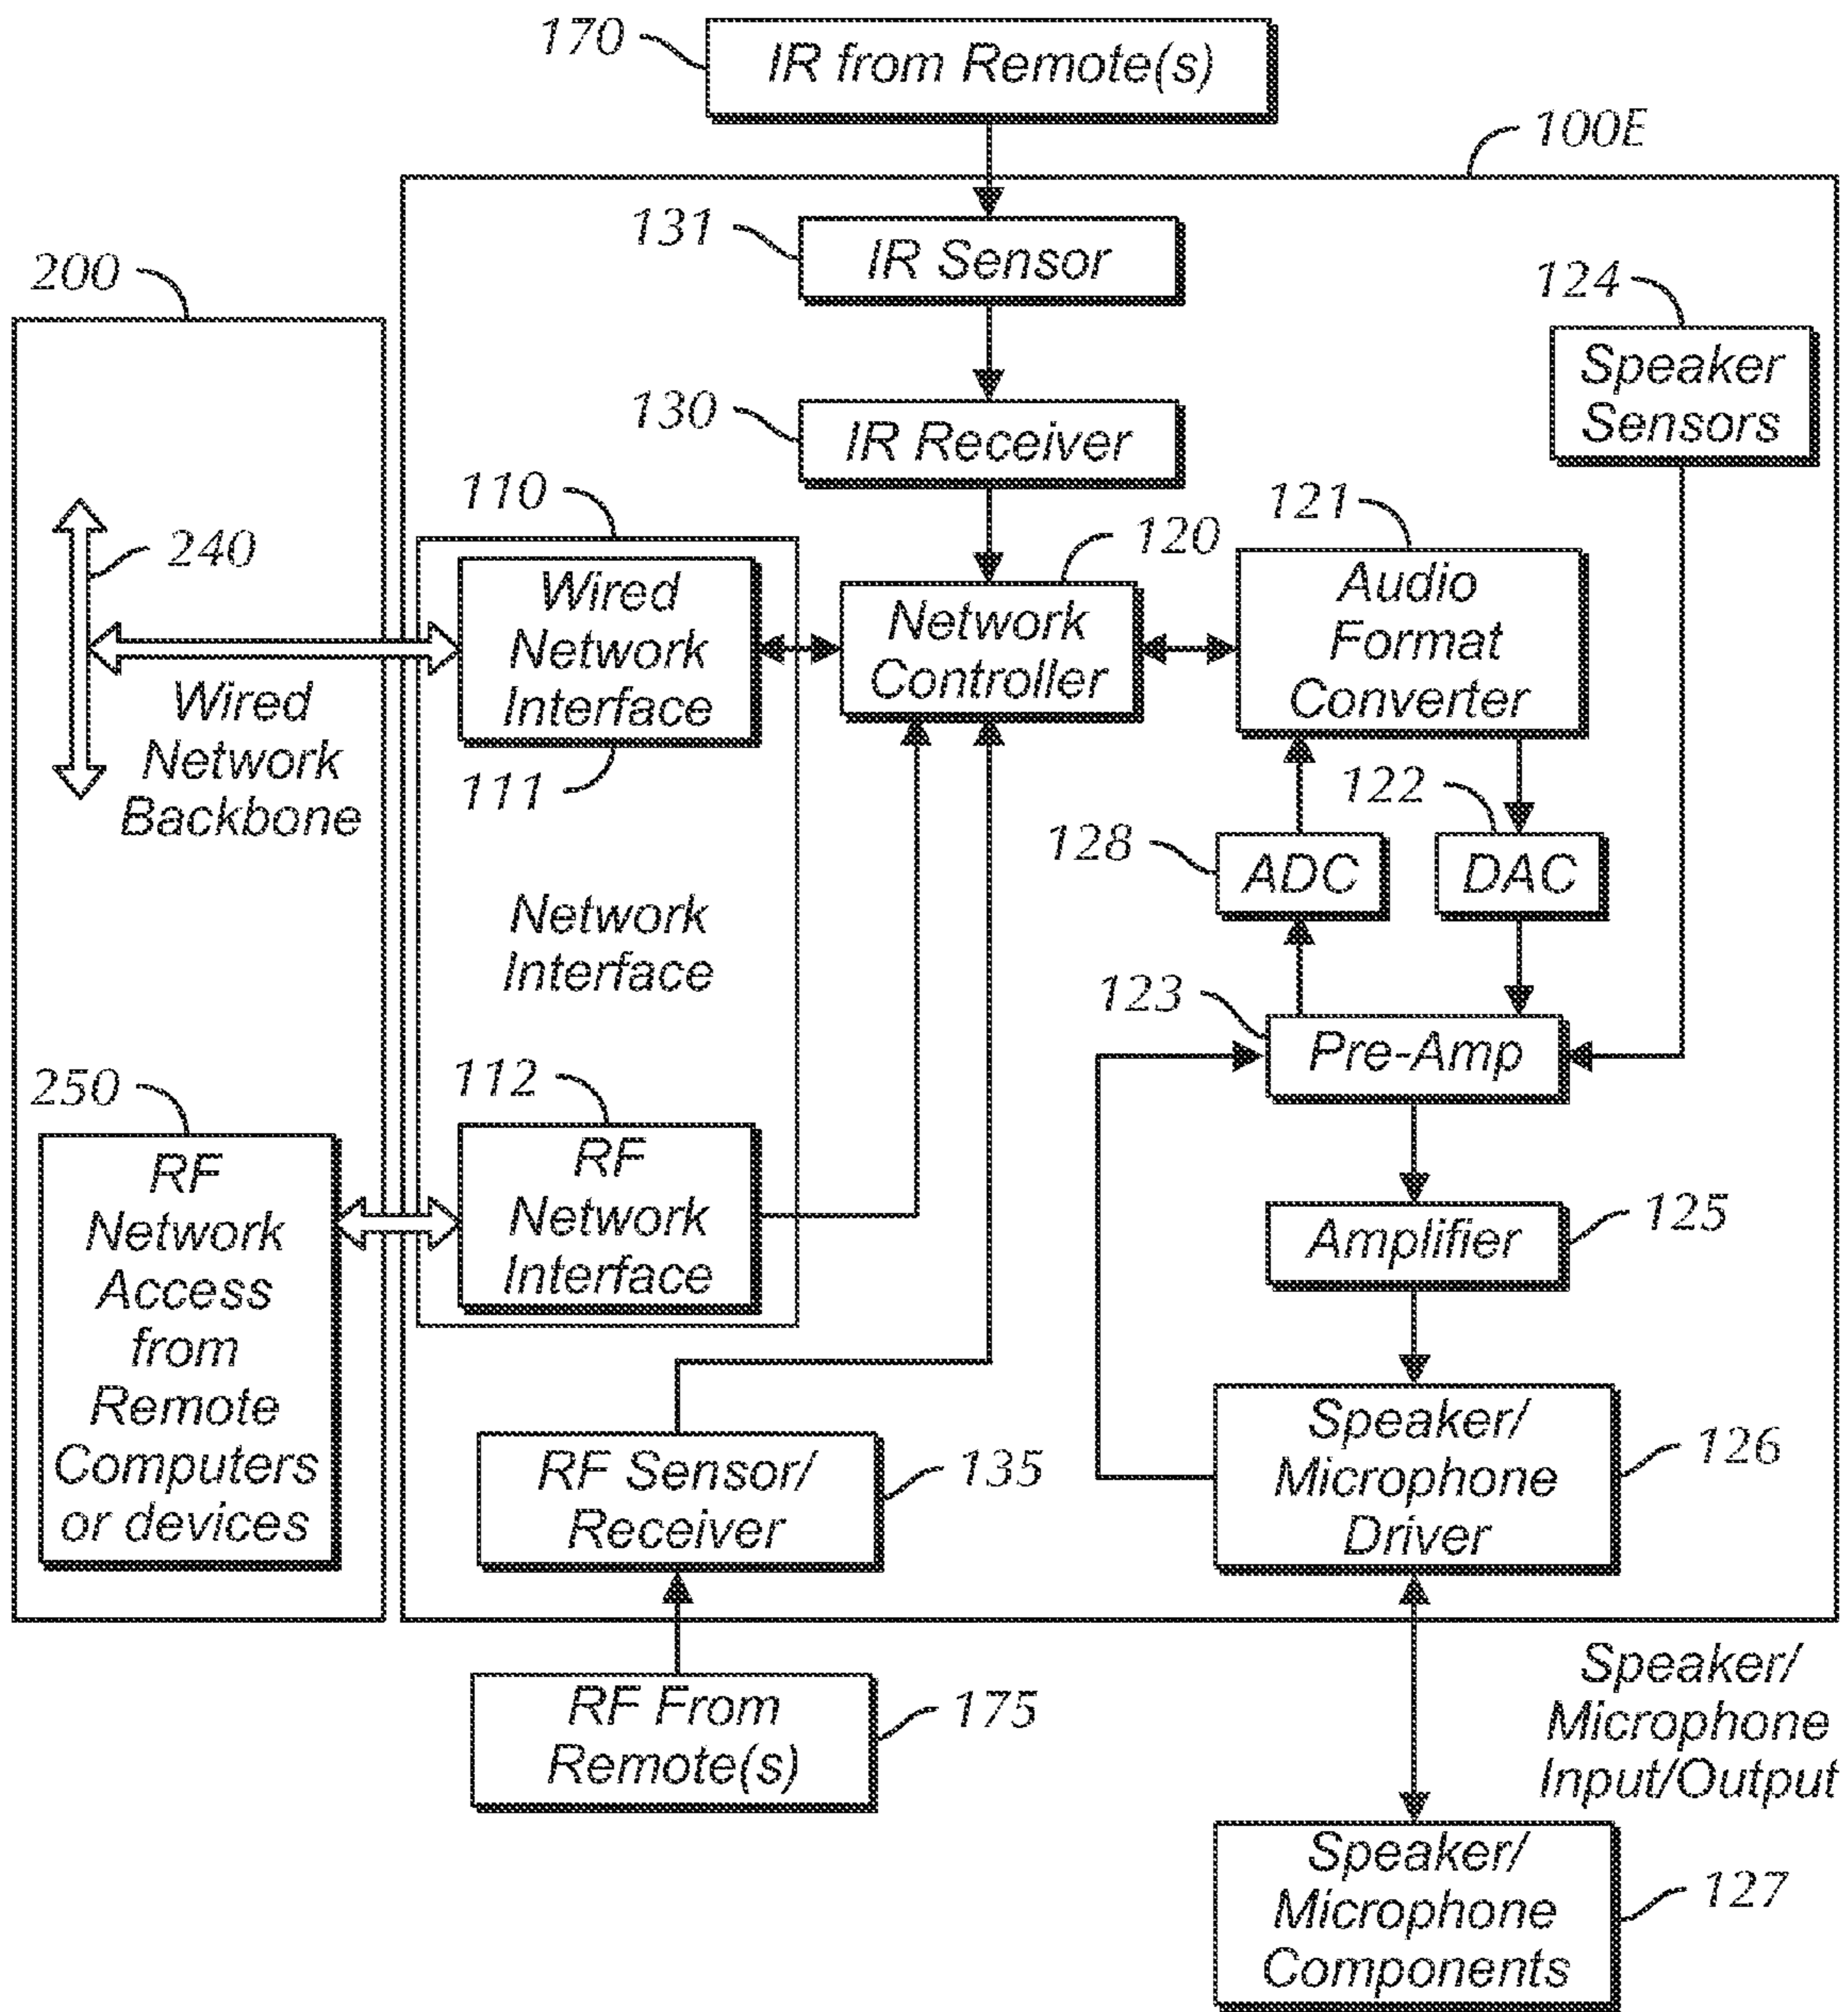 170
IR from Remote(s)
100E
131
IR Sensor
200
124
Speaker
Sensors
130
IR Receiver
110
121
120
240
Wired
Network
Interface
Network
Controller
Audio
Format
Converter
Wired
Network
Backbone
111
122
128
ADC
DAC
Network
Interface
123
Pre-Amp
250
112
RF
Network
Access
from
Remote
Computers
or devices
RF
Network
Interface
Amplifier
125
Speaker/
Microphone
Driver
126
RF Sensor/
Receiver
135
RF From
Remote(s)
175
Speaker/
Microphone
Input/Output
Speaker/
Microphone
Components
127